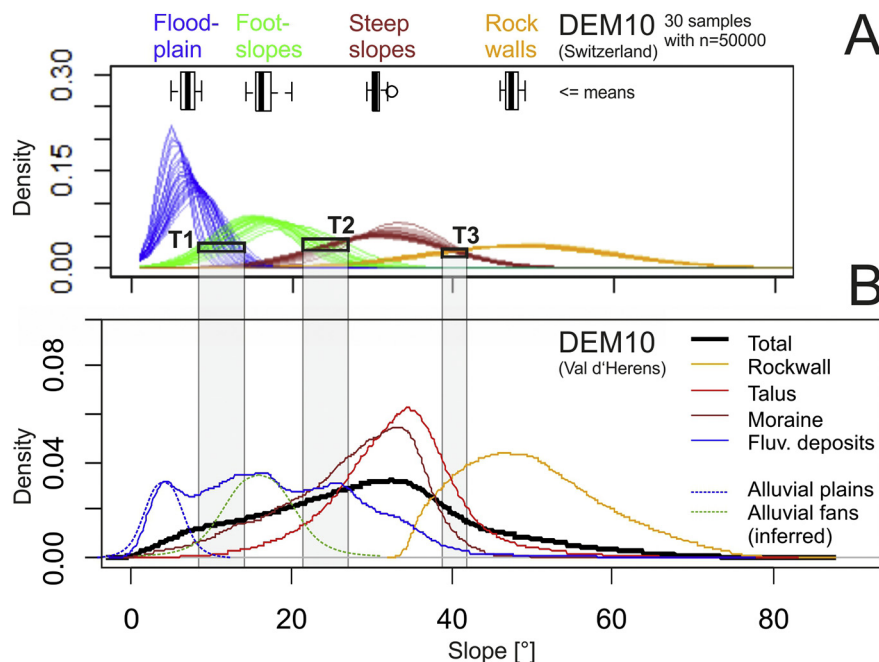 Flood-
plain
Foot-
slopes
Steep
slopes
Rock
walls
DEM10
(Switzerland)
30 samples
with n=50000
A
<= means
Density
0.30
0.15
0.00
T1
T2
T3
B
DEM10
(Val d'Herens)
Total
Rockwall
Talus
Moraine
Fluv. deposits
Alluvial plains
Alluvial fans
(inferred)
Density
0.08
0.04
0.00
0 20 40 60 80
Slope [°]